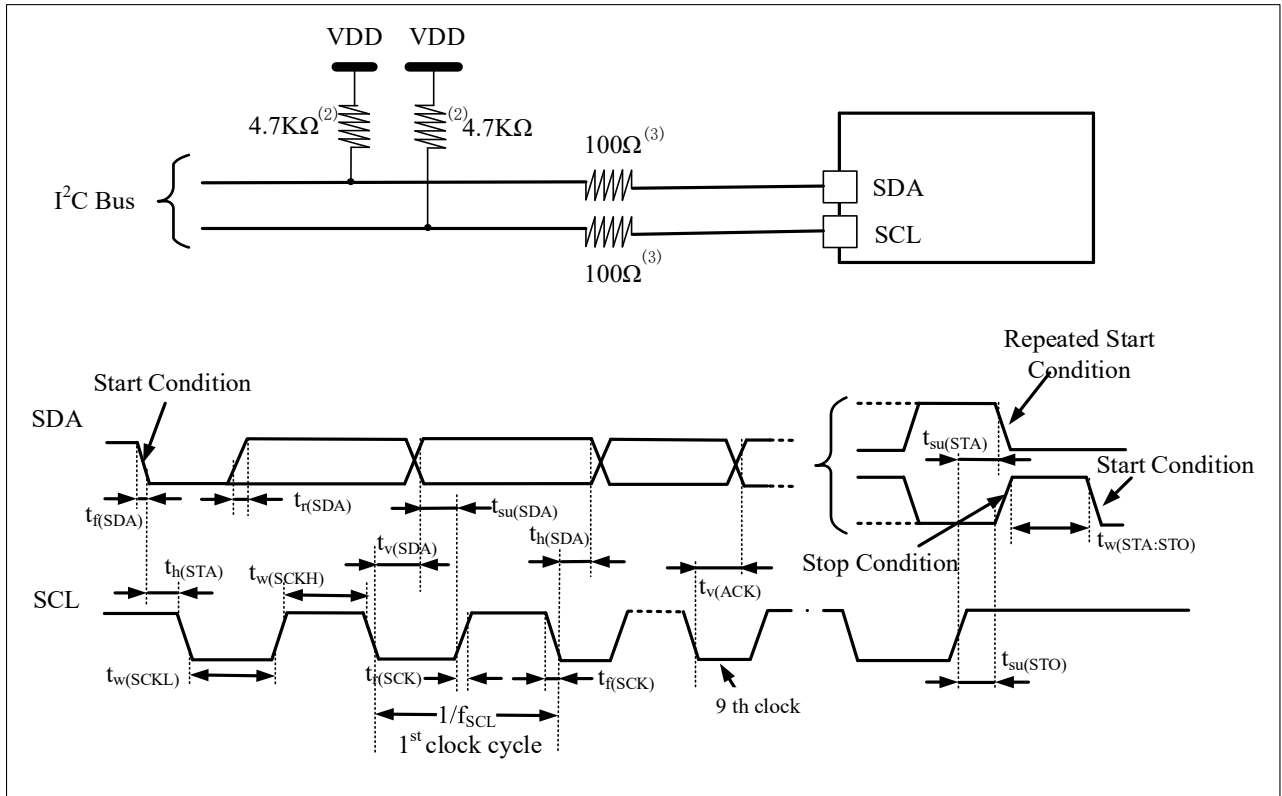 VDD VDD
4.7KΩ(2) (2)4.7KΩ
100Ω(3)
I2C Bus
SDA
SCL
100Ω(3)
Repeated Start
Condition
Start Condition
SDA
tsu(STA)
Start Condition
tf(SDA)
tr(SDA)
tsu(SDA)
tv(SDA)
th(SDA)
tw(STA:STO)
Stop Condition
th(STA)
tw(SCKH)
tv(ACK)
SCL
tw(SCKL)
tr(SCK)
tf(SCK)
tsu(STO)
9 th clock
1/fSCL
1st clock cycle